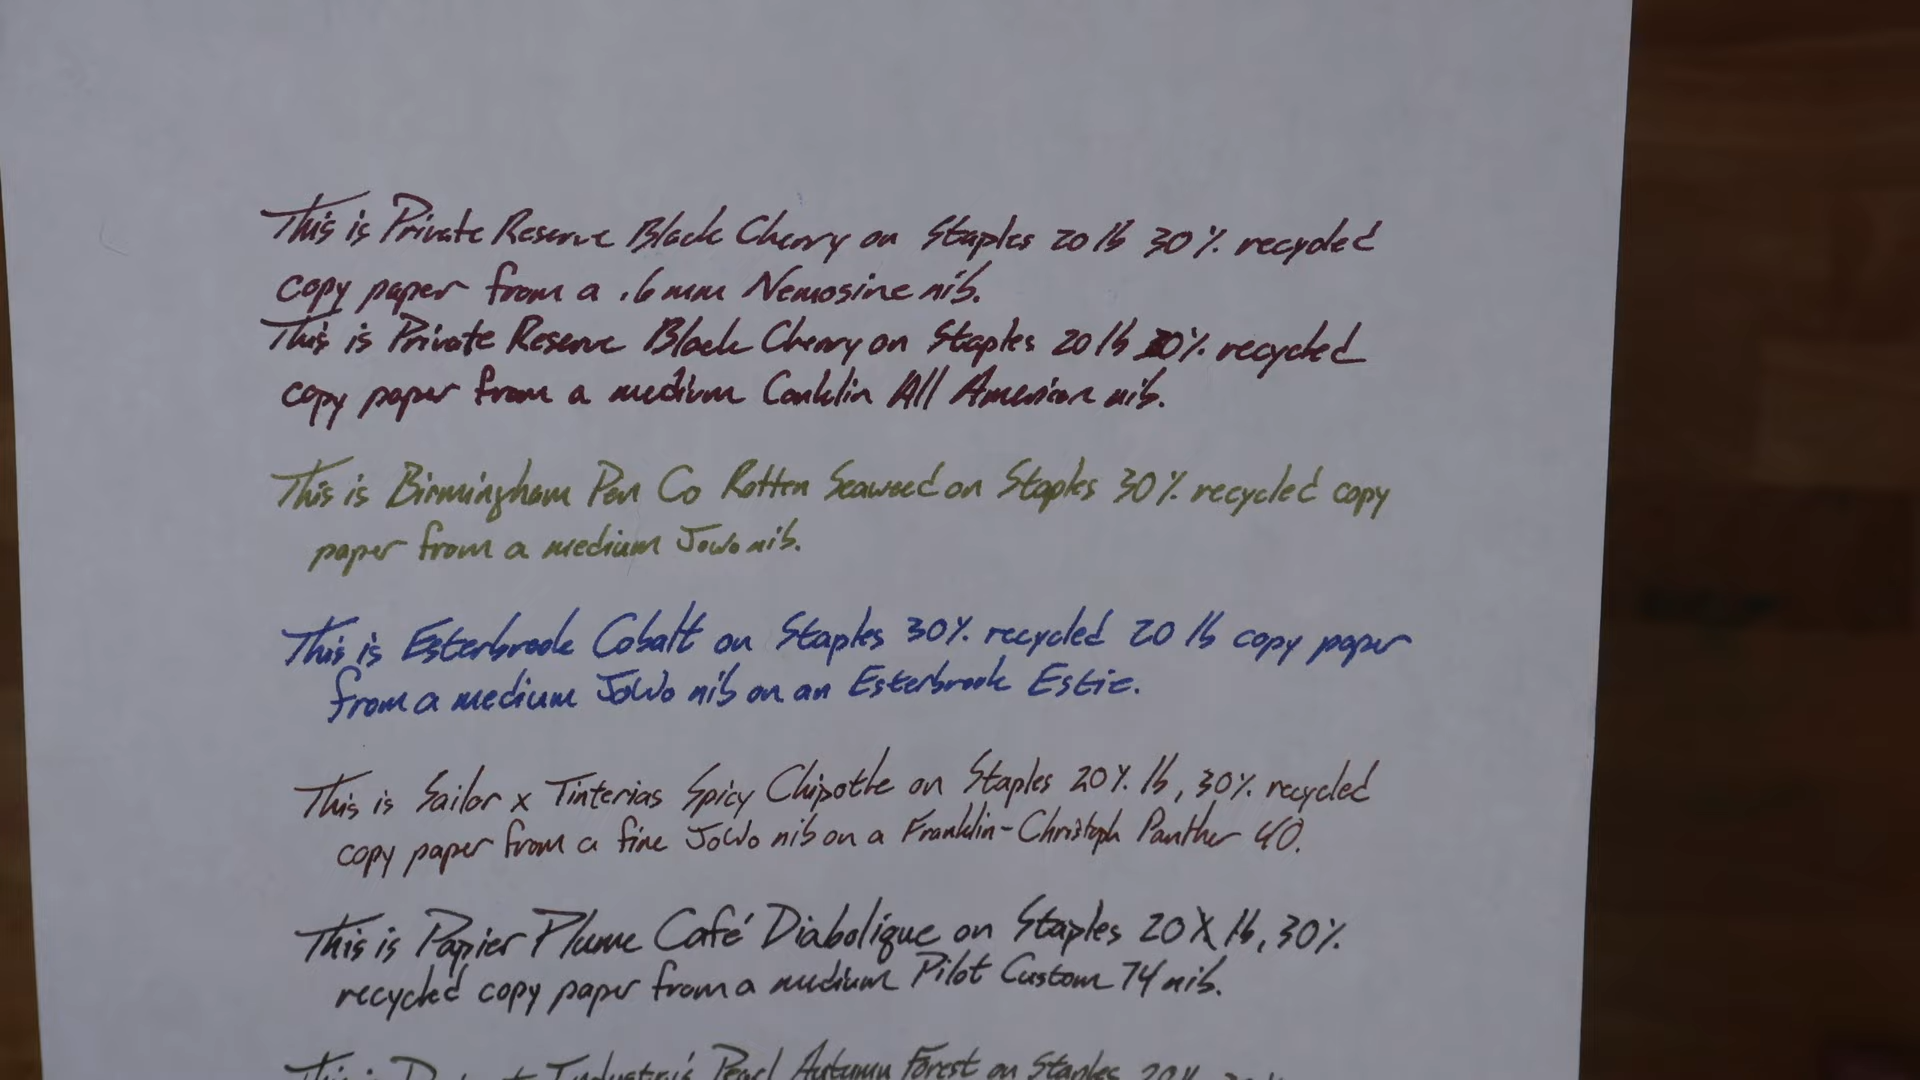 This is Private Reserve Black Cherry on Staples 20 lb 30% recycled
copy paper from a .6mm Nemosine nib.
This is Private Reserve Black Cherry on Staples 20 lb 30% recycled
copy paper from a medium Conklin All American nib.
This is Birmingham Pen Co Rotten Seaweed on Staples 30% recycled copy
paper from a medium JoWo nib.
This is Esterbrook Cobalt on Staples 30% recycled 20 lb copy paper
from a medium JoWo nib on an Esterbrook Estie.
This is Sailor x Tinterias Spicy Chipotle on Staples 20% lb, 30% recycled
copy paper from a fine JoWo nib on a Franklin-Christoph Panther 40.
This is Papier Plume Café Diabolique on Staples 20 lb, 30%
recycled copy paper from a medium Pilot Custom 74 nib.
This is Pearl Autumn Forest on Staples